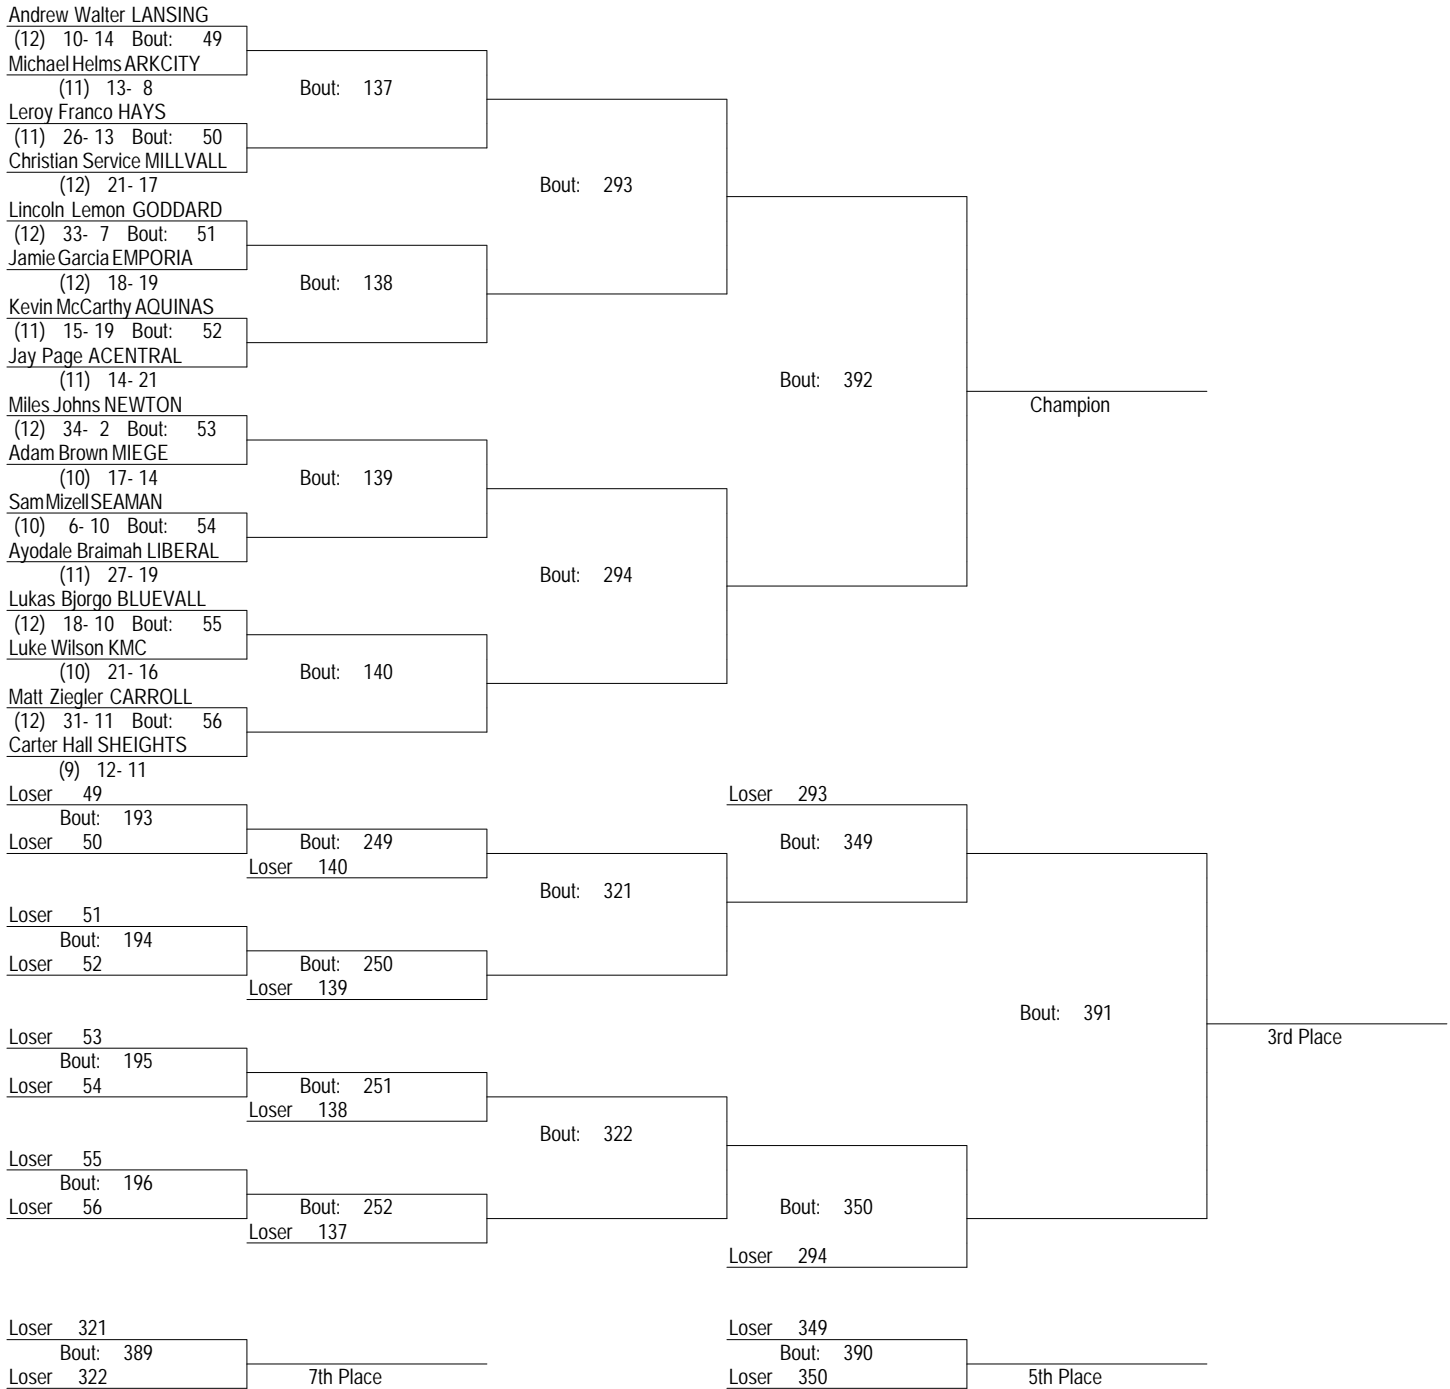 Andrew Walter LANSING
(12) 10- 14 Bout: 49
Michael Helms ARKCITY
(11) 13- 8 Bout: 137
Leroy Franco HAYS
(11) 26- 13 Bout: 50
Christian Service MILLVALL
(12) 21- 17 Bout: 293
Lincoln Lemon GODDARD
(12) 33- 7 Bout: 51
Jamie Garcia EMPORIA
(12) 18- 19 Bout: 138
Kevin McCarthy AQUINAS
(11) 15- 19 Bout: 52
Jay Page ACENTRAL
(11) 14- 21 Bout: 392
Miles Johns NEWTON Champion
(12) 34- 2 Bout: 53
Adam Brown MIEGE
(10) 17- 14 Bout: 139
Sam Mizell SEAMAN
(10) 6- 10 Bout: 54
Ayodale Braimah LIBERAL
(11) 27- 19 Bout: 294
Lukas Bjorgo BLUEVALL
(12) 18- 10 Bout: 55
Luke Wilson KMC
(10) 21- 16 Bout: 140
Matt Ziegler CARROLL
(12) 31- 11 Bout: 56
Carter Hall SHEIGHTS
(9) 12- 11
Loser 49 Loser 293
Bout: 193
Loser 50 Bout: 249 Bout: 349
Loser 140
Bout: 321
Loser 51
Bout: 194
Loser 52 Bout: 250
Loser 139
Bout: 391
Loser 53 3rd Place
Bout: 195
Loser 54 Bout: 251
Loser 138
Bout: 322
Loser 55
Bout: 196
Loser 56 Bout: 252 Bout: 350
Loser 137
Loser 294
Loser 321 Loser 349
Bout: 389 Bout: 390
Loser 322 7th Place Loser 350 5th Place